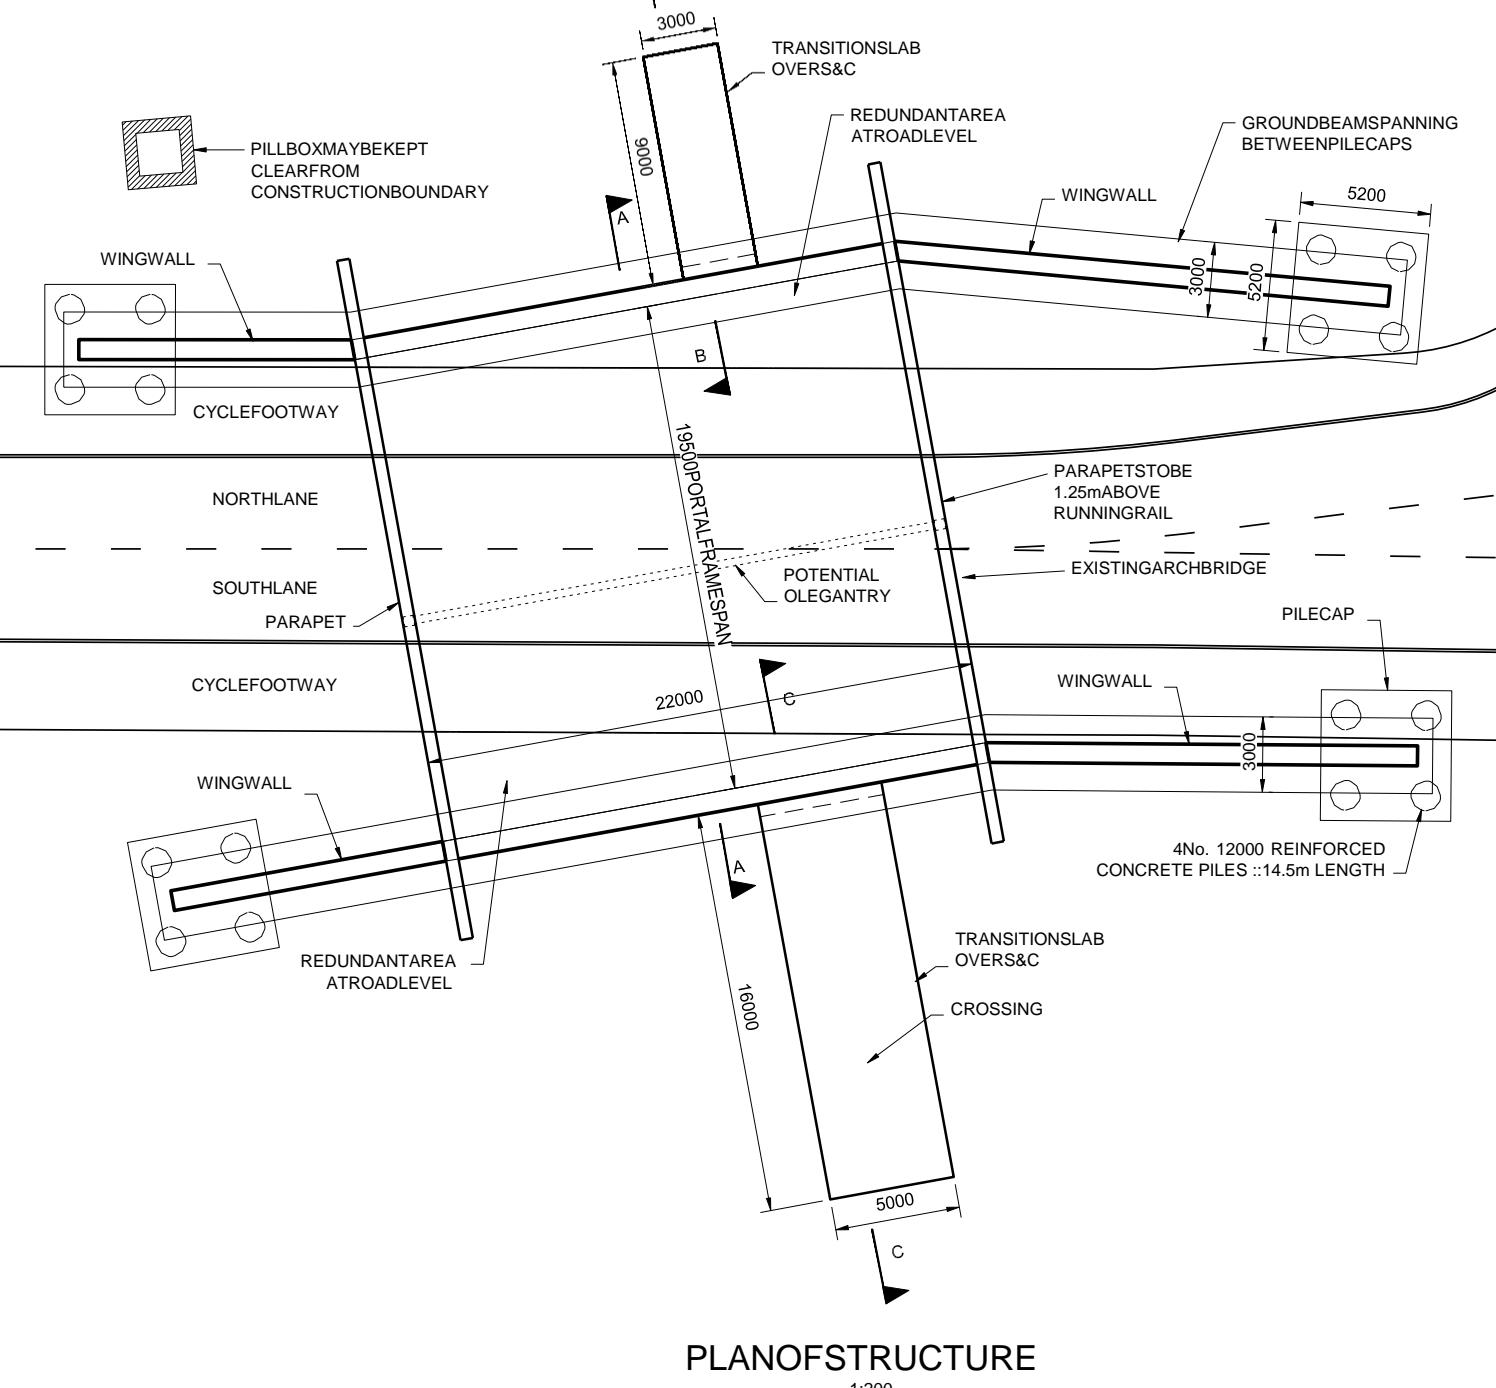 3000
TRANSITIONSLAB
OVERS&C
REDUNDANTAREA
ATROADLEVEL
GROUNDBEAMSPANNING
BETWEENPILECAPS
PILLBOXMAYBEKEPT
CLEARFROM
CONSTRUCTIONBOUNDARY
9000
A
WINGWALL
5200
WINGWALL
3000
5200
B
CYCLEFOOTWAY
19500PORTALFRAMESPAN
NORTHLANE
PARAPETSTOBE
1.25mABOVE
RUNNINGRAIL
SOUTHLANE
POTENTIAL
OLEGANTRY
EXISTINGARCHBRIDGE
PARAPET
PILECAP
CYCLEFOOTWAY
22000
C
WINGWALL
3000
WINGWALL
A
4No. 12000 REINFORCED
CONCRETE PILES ::14.5m LENGTH
REDUNDANTAREA
ATROADLEVEL
TRANSITIONSLAB
OVERS&C
16000
CROSSING
5000
C
PLANOFSTRUCTURE